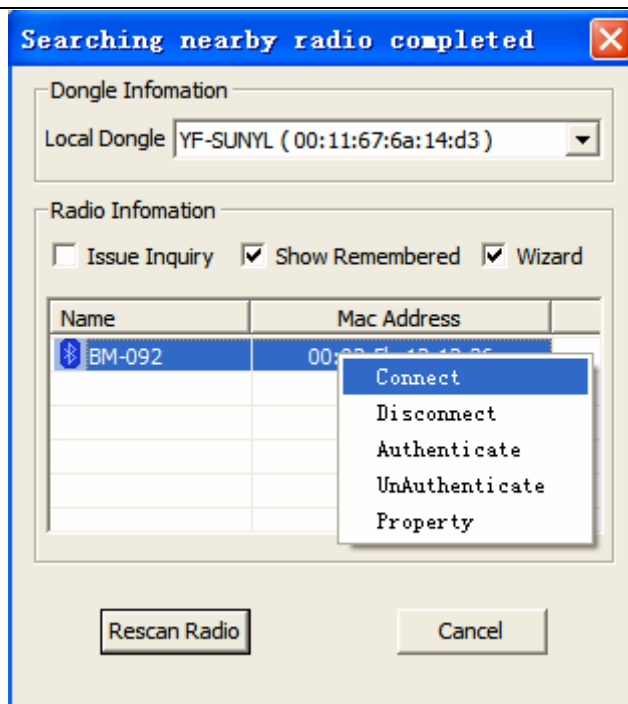 Searching nearby radio completed
Dongle Infomation
Local Dongle YF-SUNYL ( 00:11:67:6a:14:d3 )
Radio Infomation
Issue Inquiry Show Remembered Wizard
Name Mac Address
BM-092
Connect
Disconnect
Authenticate
UnAuthenticate
Property
Rescan Radio Cancel